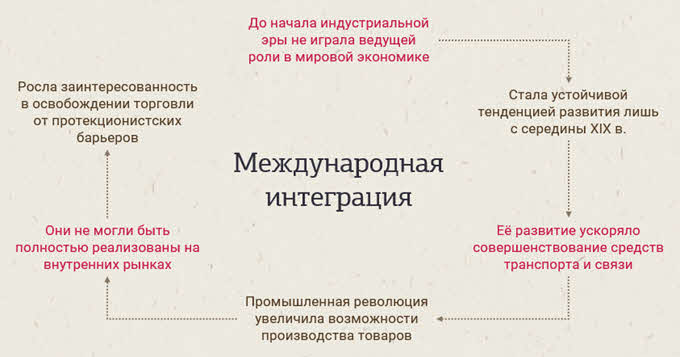 До начала индустриальной
эры не играла ведущей
роли в мировой экономике
Стала устойчивой
тенденцией развития лишь
с середины XIX в.
Её развитие ускоряло
совершенствование средств
транспорта и связи
Промышленная революция
увеличила возможности
производства товаров
Они не могли быть
полностью реализованы на
внутренних рынках
Росла заинтересованность
в освобождении торговли
от протекционистских
барьеров
Международная
интеграция